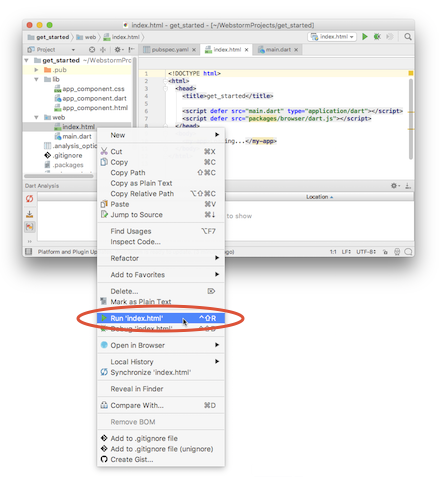 index.html - get_started - [~/WebstormProjects/get_started]
get_started
web
index.html
index.html
Project
pubspec.yaml
index.html
main.dart
get_started ~/WebstormProjects/
.pub
lib
app_component.css
app_component.dart
app_component.html
web
index.html
main.dart
.analysis_optio
.gitignore
.packages
1
2
3
4
5
6
7
<!DOCTYPE html>
<html>
<head>
<title>get_started</title>
<script defer src="main.dart" type="application/dart"></script>
<script defer src="packages/browser/dart.js"></script>
</head>
ing...</my-app>
Dart Analysis
Location
to show
Platform and Plugin Up
ago)
1:1 LF÷ UTF-8÷
New
Cut ⌘X
Copy ⌘C
Copy Path ⇧⌘C
Copy as Plain Text
Copy Relative Path ⌥⇧⌘C
Paste ⌘V
Jump to Source ⌘↓
Find Usages ⌥F7
Inspect Code...
Refactor
Add to Favorites
Delete... ⌦
Mark as Plain Text
Run 'index.html' ^⇧R
Debug 'index.html' ^⇧D
Open in Browser
Local History
Synchronize 'index.html'
Reveal in Finder
Compare With... ⌘D
Remove BOM
Add to .gitignore file
Add to .gitignore file (unignore)
Create Gist...